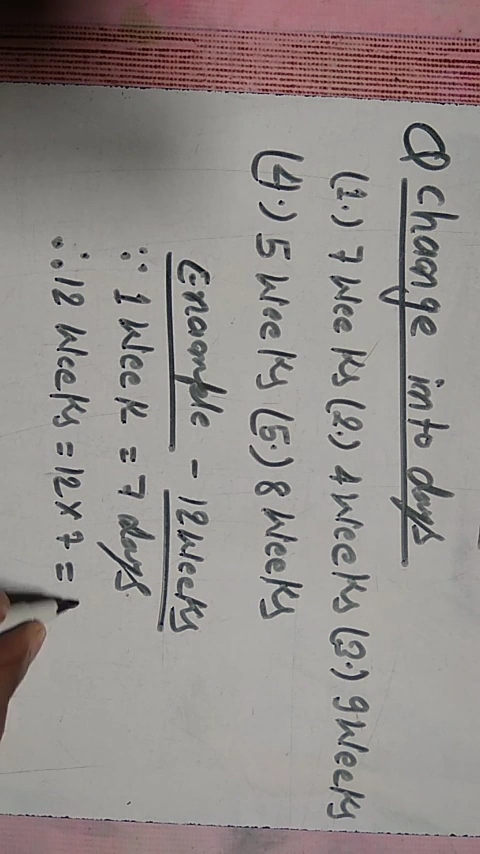 Q change into days
(1.) 7 Weeks (2.) 4 Weeks (3.) 9 Weeks
(4.) 5 Weeks (5.) 8 Weeks
Example - 12 Weeks
∵ 1 Week = 7 days.
∴ 12 Weeks = 12 x 7 =